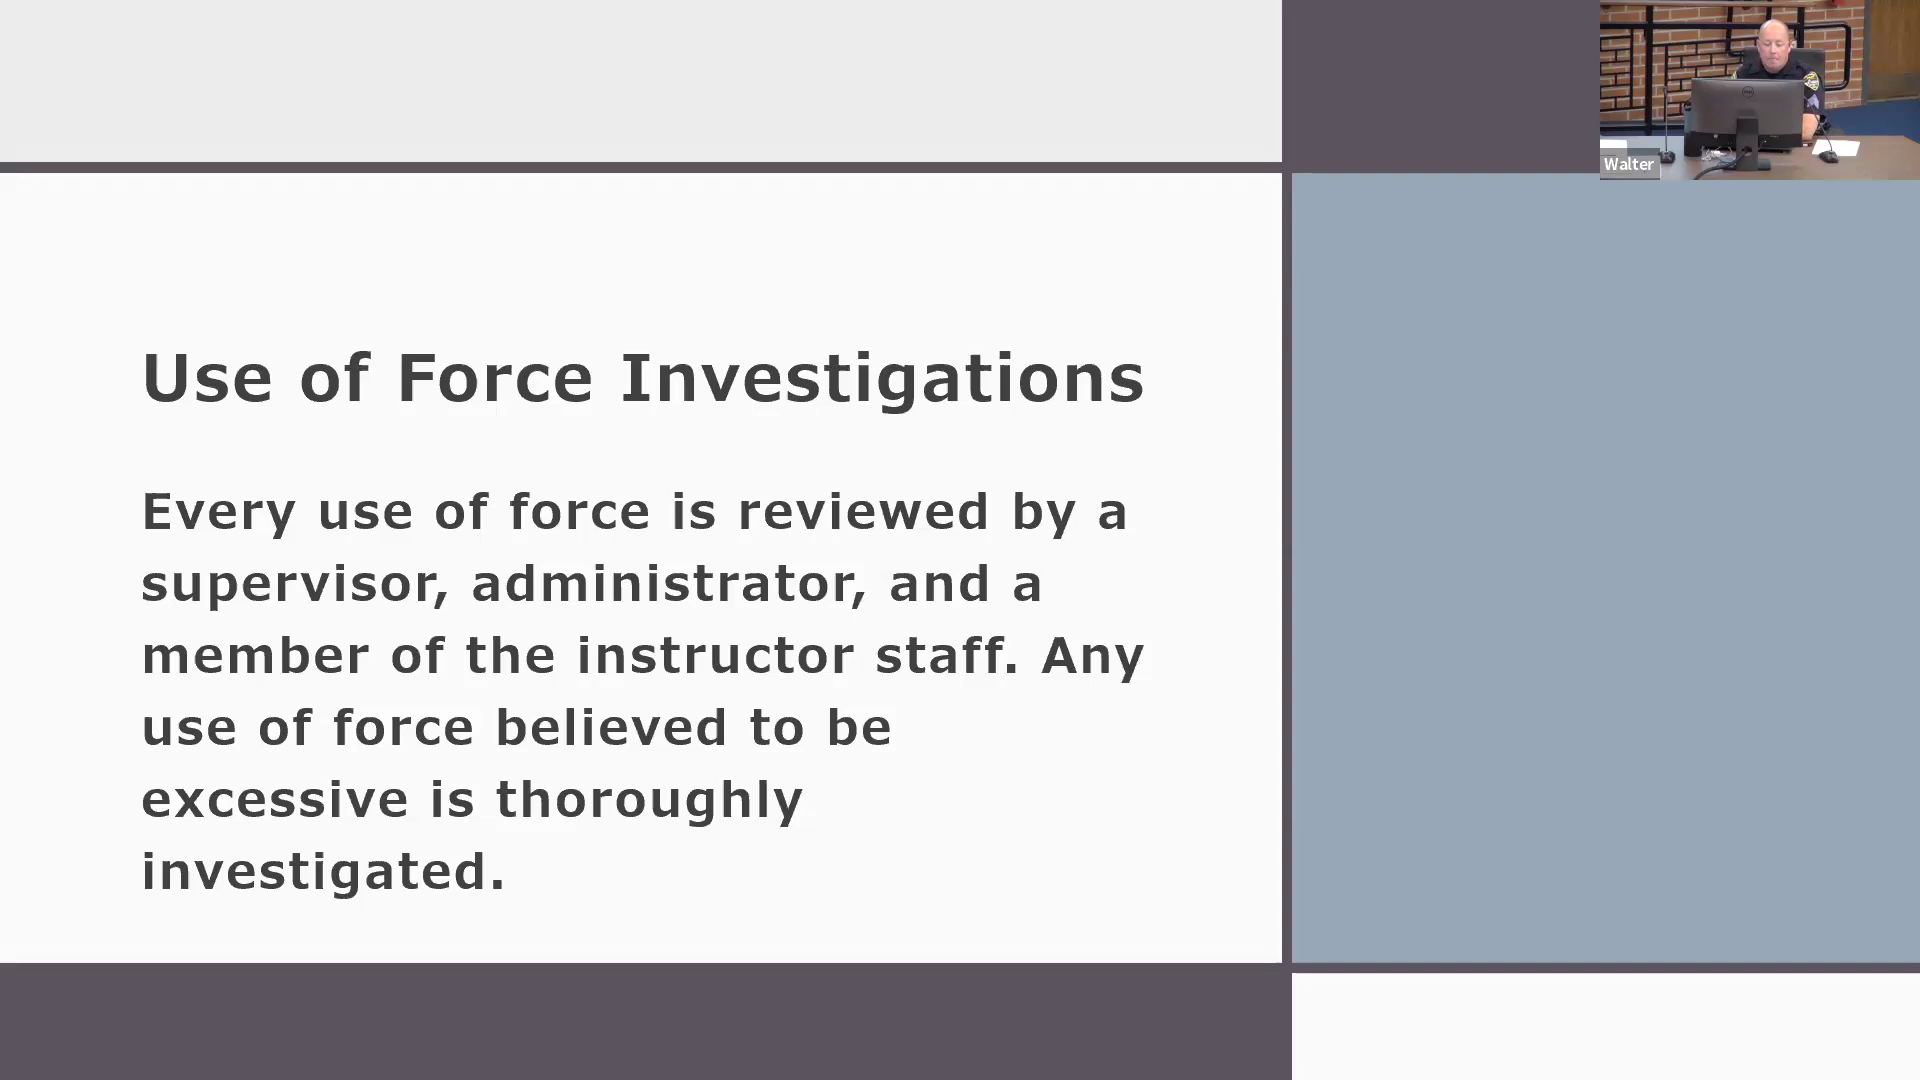 Walter
Use of Force Investigations
Every use of force is reviewed by a
supervisor, administrator, and a
member of the instructor staff. Any
use of force believed to be
excessive is thoroughly
investigated.